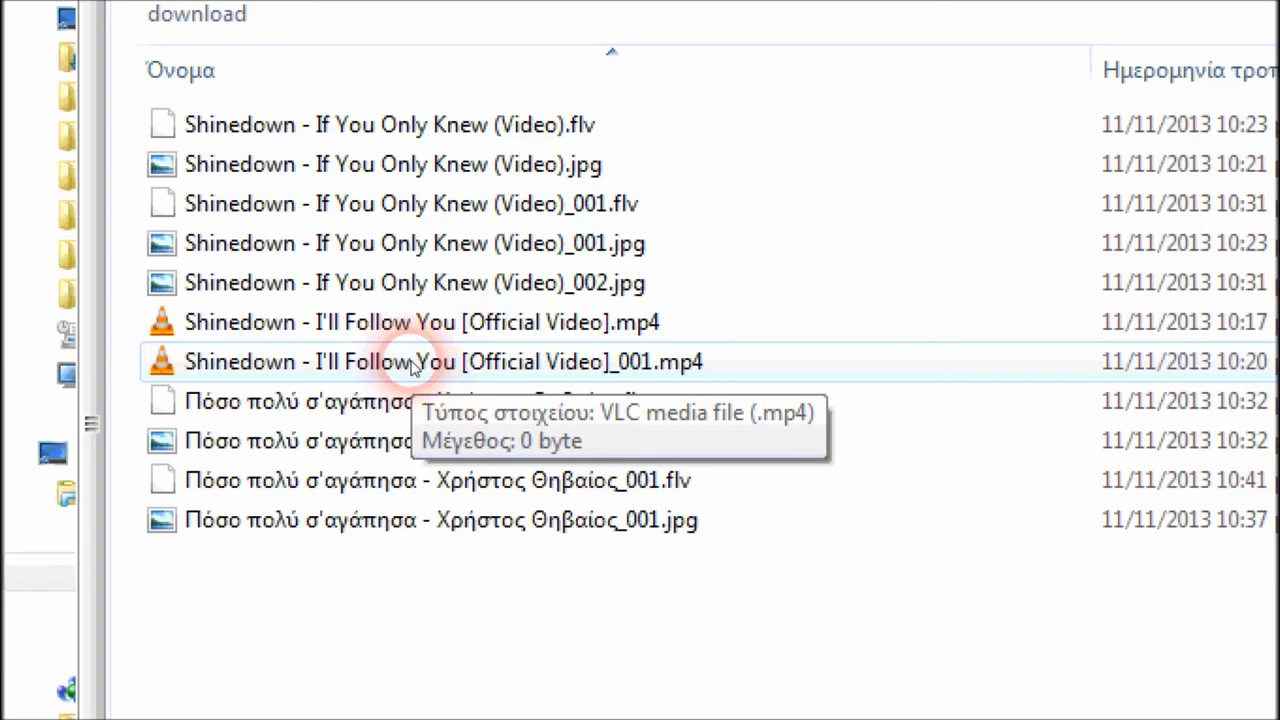 download
Όνομα
Ημερομηνία τροπ
Shinedown - If You Only Knew (Video).flv 11/11/2013 10:23
Shinedown - If You Only Knew (Video).jpg 11/11/2013 10:21
Shinedown - If You Only Knew (Video)_001.flv 11/11/2013 10:31
Shinedown - If You Only Knew (Video)_001.jpg 11/11/2013 10:23
Shinedown - If You Only Knew (Video)_002.jpg 11/11/2013 10:31
Shinedown - I'll Follow You [Official Video].mp4 11/11/2013 10:17
Shinedown - I'll Follow You [Official Video]_001.mp4 11/11/2013 10:20
Πόσο πολύ σ'αγάπησα 11/11/2013 10:32
Τύπος στοιχείου: VLC media file (.mp4)
Μέγεθος: 0 byte
Πόσο πολύ σ'αγάπησα 11/11/2013 10:32
Πόσο πολύ σ'αγάπησα - Χρήστος Θηβαίος_001.flv 11/11/2013 10:41
Πόσο πολύ σ'αγάπησα - Χρήστος Θηβαίος_001.jpg 11/11/2013 10:37